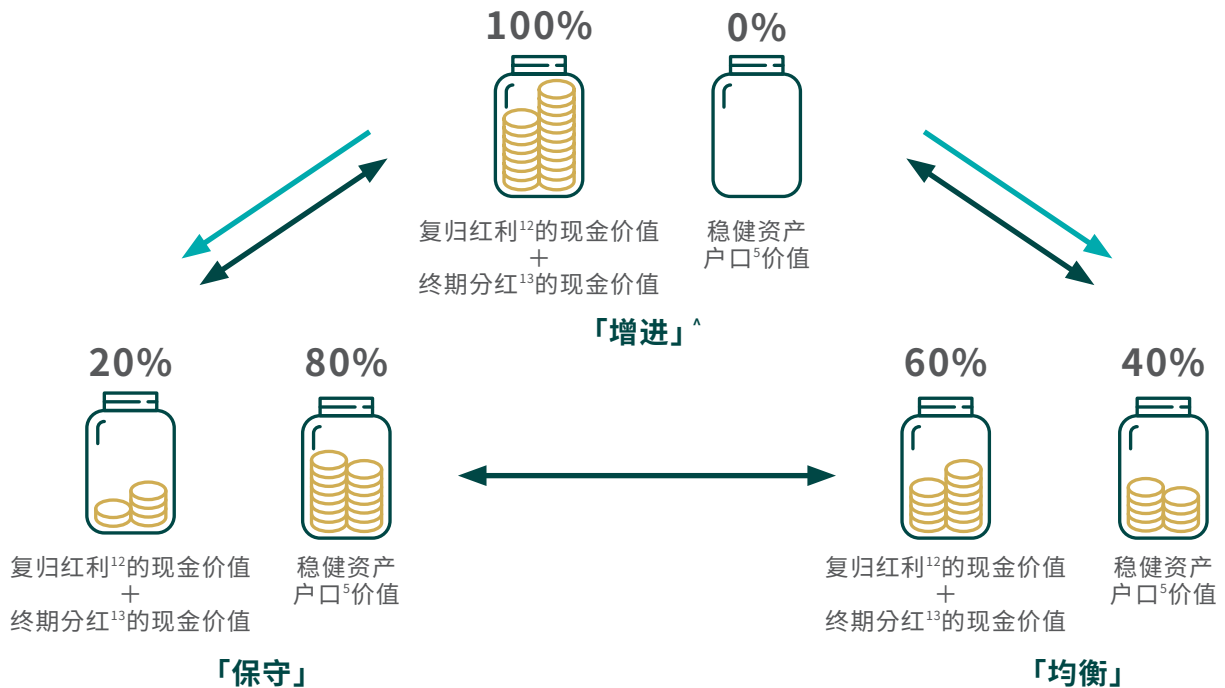 100%
0%
复归红利12的现金价值
+
终期分红13的现金价值
稳健资产
户口5价值
「增进」^
20%
80%
复归红利12的现金价值
+
终期分红13的现金价值
稳健资产
户口5价值
「保守」
60%
40%
复归红利12的现金价值
+
终期分红13的现金价值
稳健资产
户口5价值
「均衡」